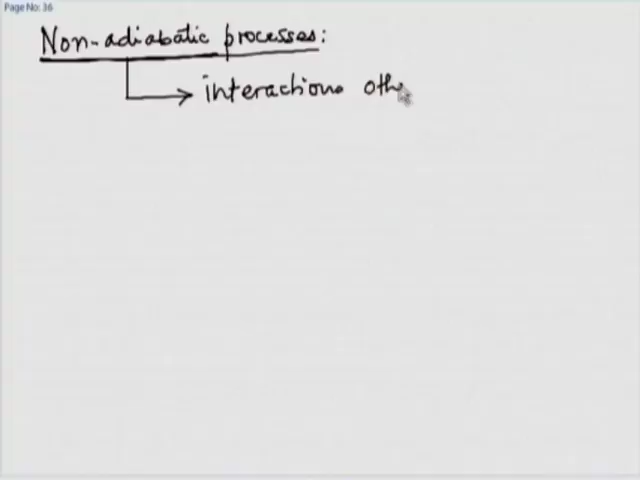 Page No: 36
Non-adiabatic processes:
interactions oth